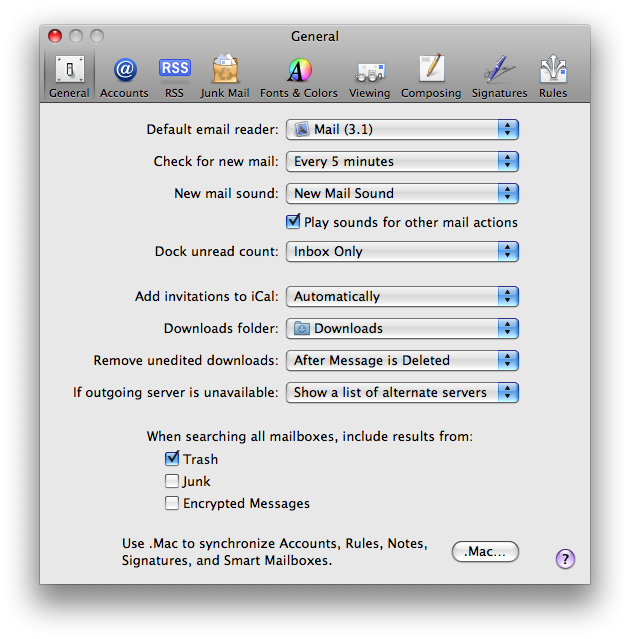 General
General Accounts RSS Junk Mail Fonts & Colors Viewing Composing Signatures Rules
RSS
Default email reader: Mail (3.1)
Check for new mail: Every 5 minutes
New mail sound: New Mail Sound
Play sounds for other mail actions
Dock unread count: Inbox Only
Add invitations to iCal: Automatically
Downloads folder: Downloads
Remove unedited downloads: After Message is Deleted
If outgoing server is unavailable: Show a list of alternate servers
When searching all mailboxes, include results from:
Trash
Junk
Encrypted Messages
Use .Mac to synchronize Accounts, Rules, Notes,
Signatures, and Smart Mailboxes.
.Mac...
?